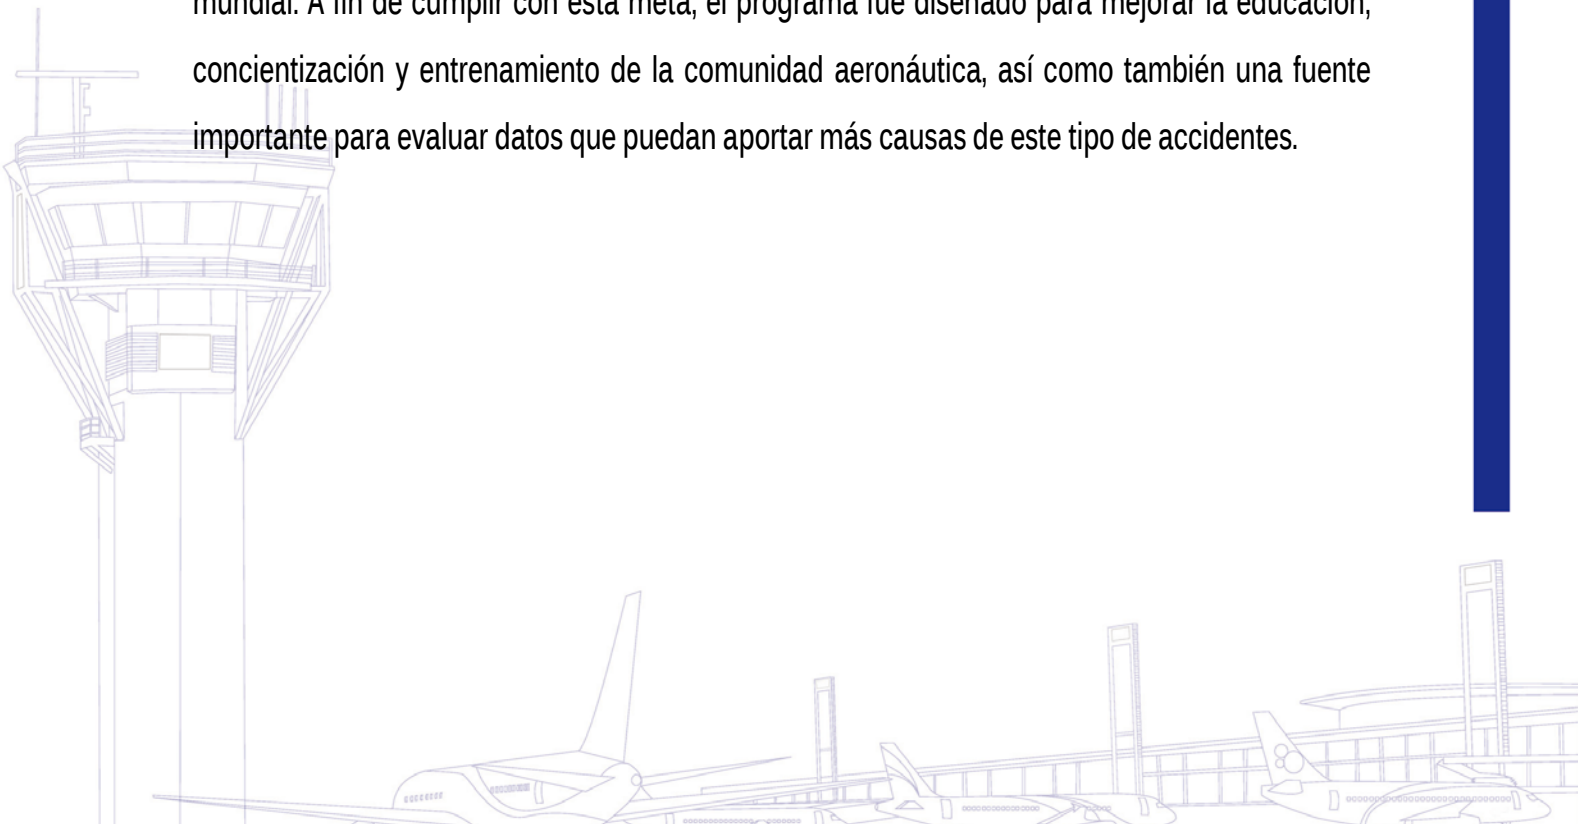 mundial. A fin de cumplir con esta meta, el programa fue diseñado para mejorar la educación,
concientización y entrenamiento de la comunidad aeronáutica, así como también una fuente
importante para evaluar datos que puedan aportar más causas de este tipo de accidentes.